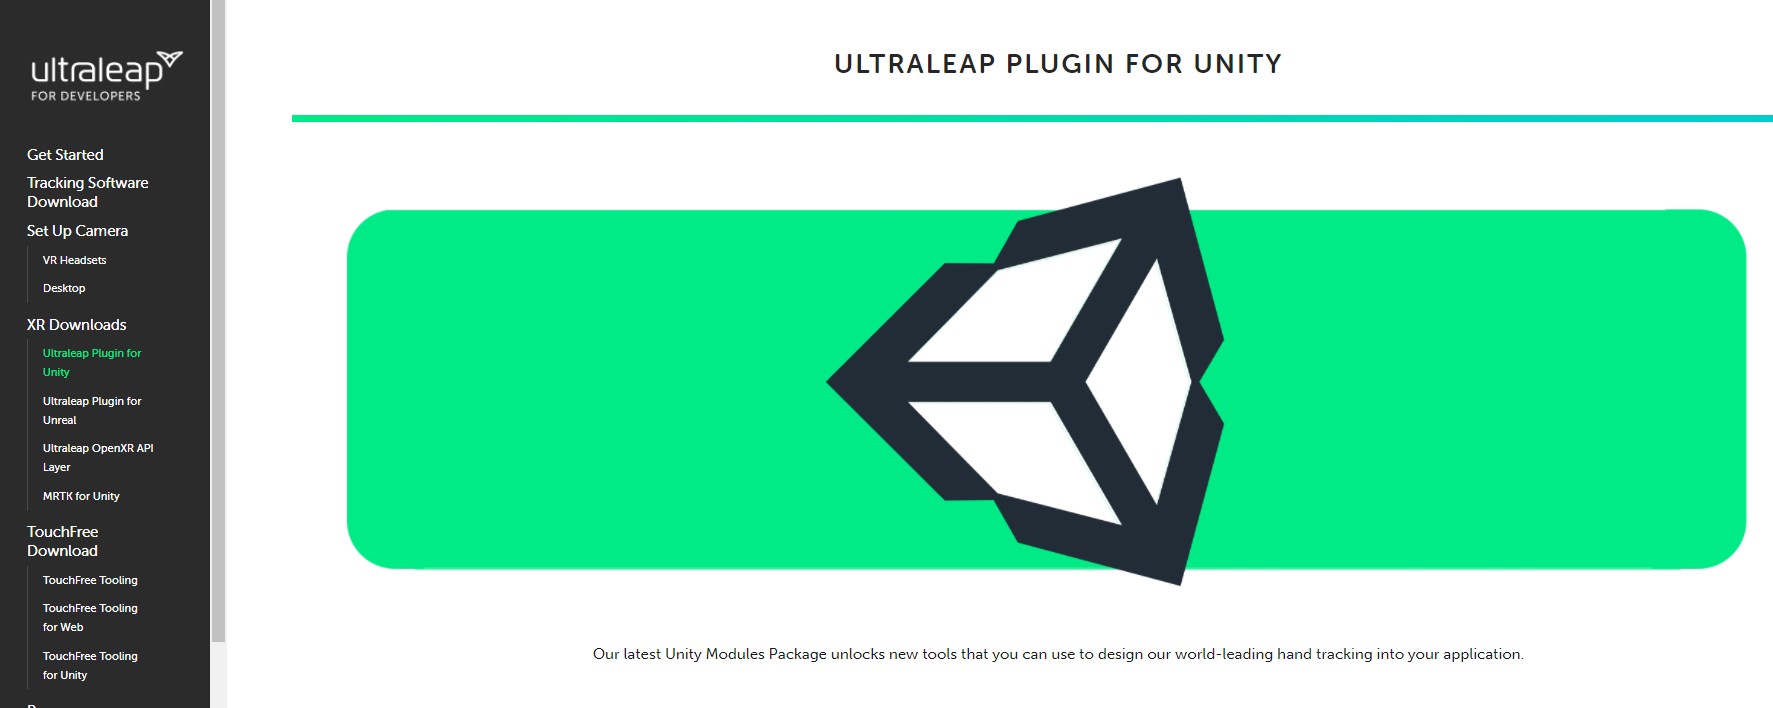 ultraleap
FOR DEVELOPERS
Get Started
Tracking Software
Download
Set Up Camera
VR Headsets
Desktop
XR Downloads
Ultraleap Plugin for
Unity
Ultraleap Plugin for
Unreal
Ultraleap OpenXR API
Layer
MRTK for Unity
TouchFree
Download
TouchFree Tooling
TouchFree Tooling
for Web
TouchFree Tooling
for Unity
ULTRALEAP PLUGIN FOR UNITY
Our latest Unity Modules Package unlocks new tools that you can use to design our world-leading hand tracking into your application.